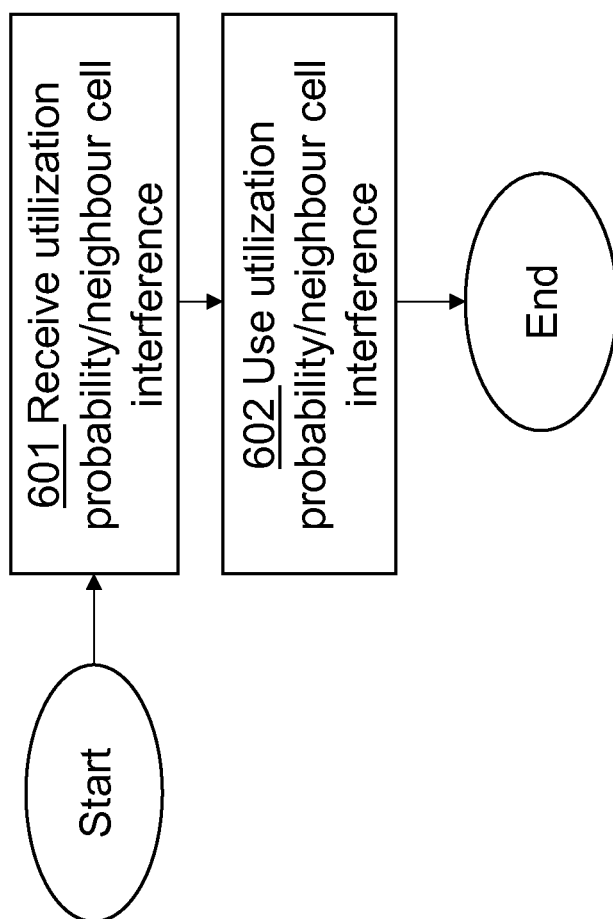 Start
601 Receive utilization
probability/neighbour cell
interference
602 Use utilization
probability/neighbour cell
interference
End